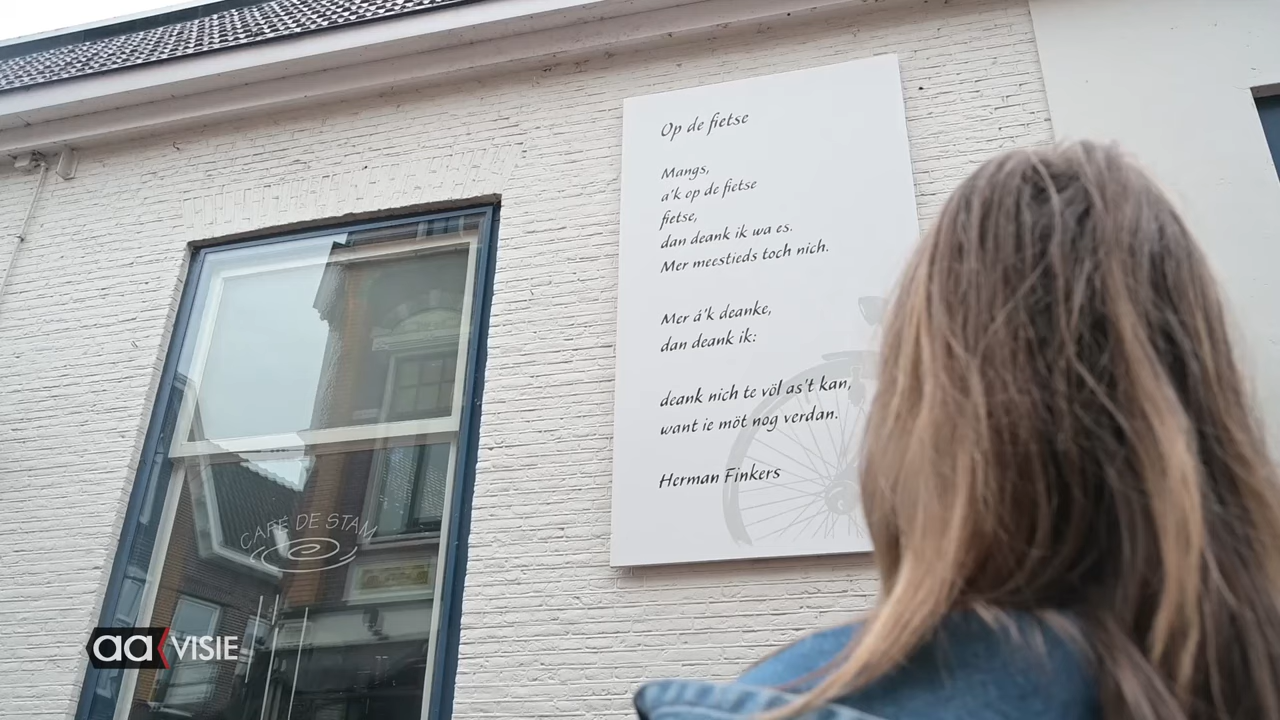 Op de fietse
Mangs,
a'k op de fietse
fietse,
dan deank ik wa es.
Mer meestieds toch nich.
Mer á'k deanke,
dan deank ik:
deank nich te völ as't kan,
want ie möt nog verdan.
Herman Finkers
CAFÉ DE STAM
aa VISIE